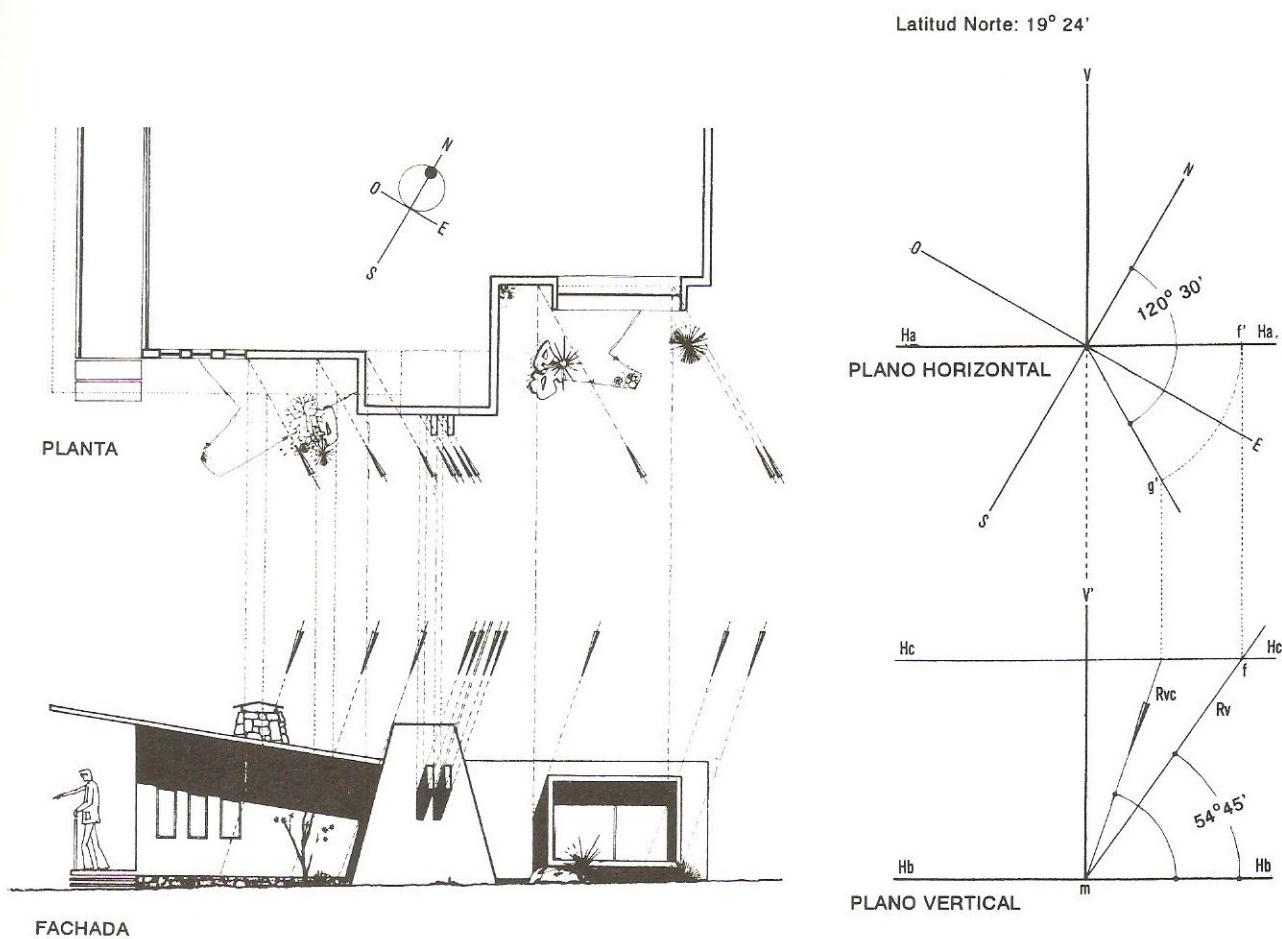 Latitud Norte: 19° 24'
N
O
E
S
PLANTA
FACHADA
V
N
O
120° 30'
Ha
f' Ha.
PLANO HORIZONTAL
E
g'
S
V'
Hc
Hc
f
Rvc
Rv
54°45'
Hb
Hb
m
PLANO VERTICAL